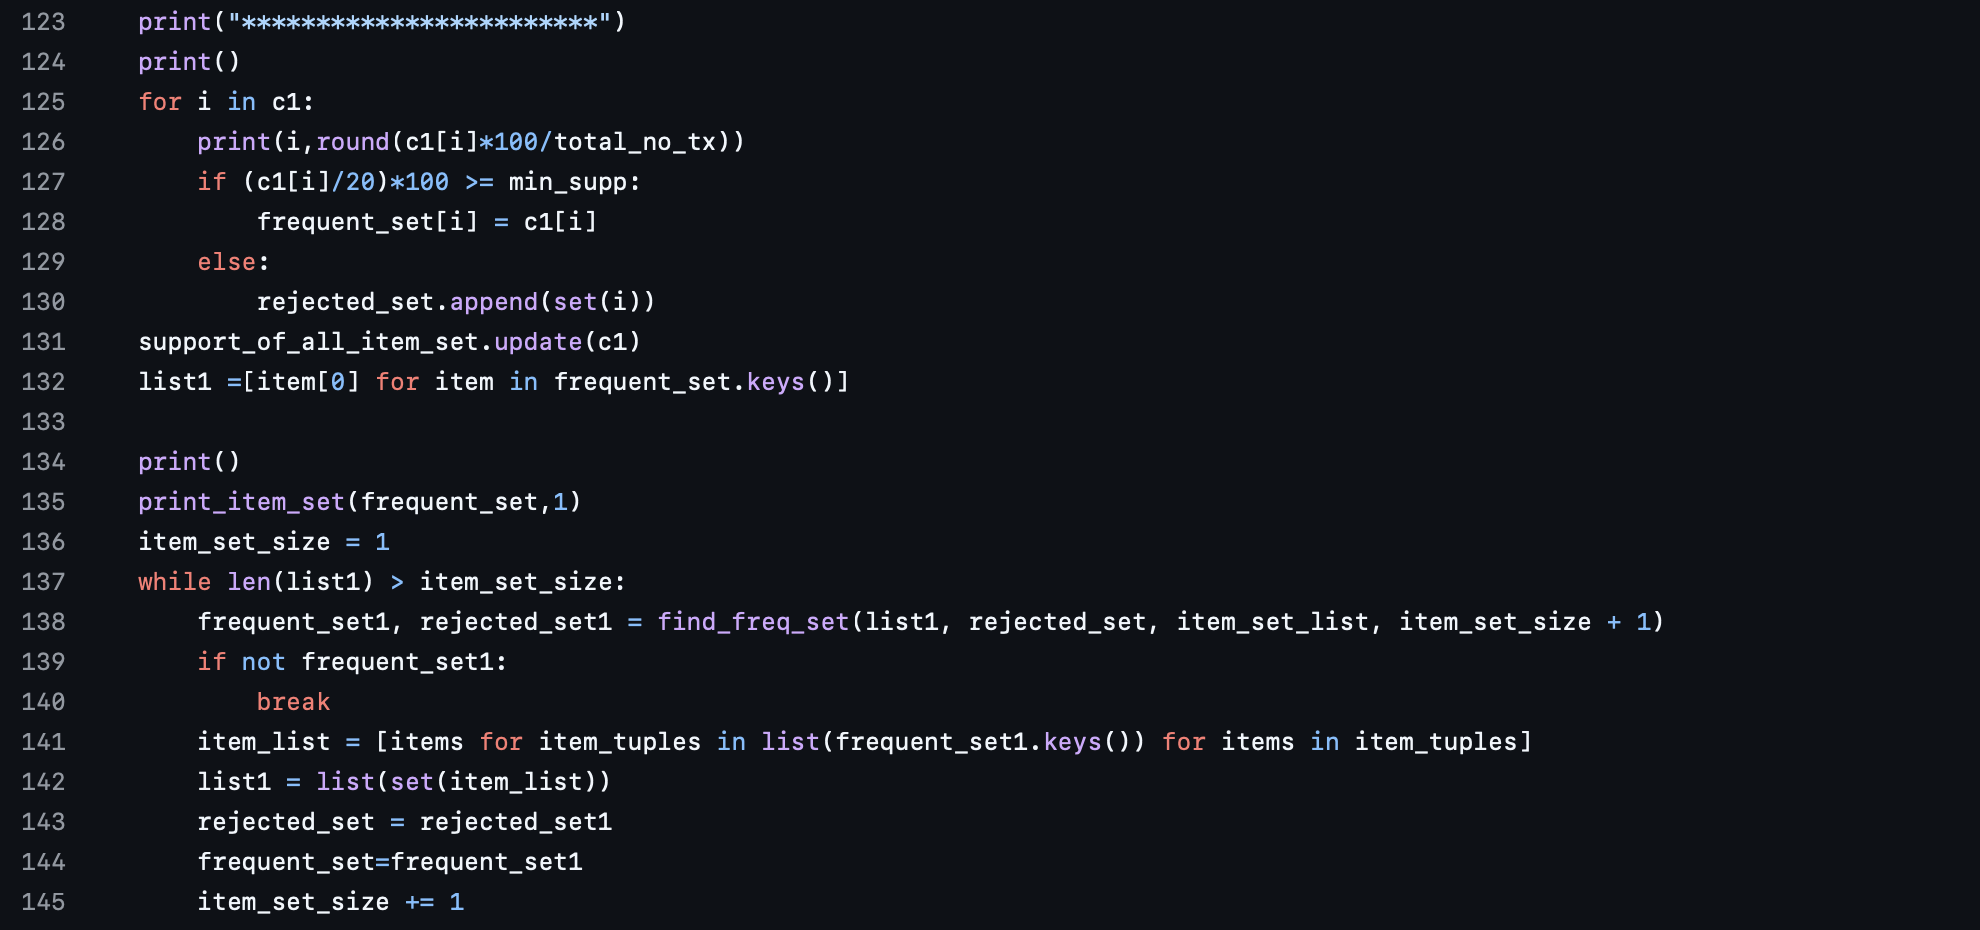 123 print("************************")
124 print()
125 for i in c1:
126 print(i,round(c1[i]*100/total_no_tx))
127 if (c1[i]/20)*100 >= min_supp:
128 frequent_set[i] = c1[i]
129 else:
130 rejected_set.append(set(i))
131 support_of_all_item_set.update(c1)
132 list1 =[item[0] for item in frequent_set.keys()]
133
134 print()
135 print_item_set(frequent_set,1)
136 item_set_size = 1
137 while len(list1) > item_set_size:
138 frequent_set1, rejected_set1 = find_freq_set(list1, rejected_set, item_set_list, item_set_size + 1)
139 if not frequent_set1:
140 break
141 item_list = [items for item_tuples in list(frequent_set1.keys()) for items in item_tuples]
142 list1 = list(set(item_list))
143 rejected_set = rejected_set1
144 frequent_set=frequent_set1
145 item_set_size += 1